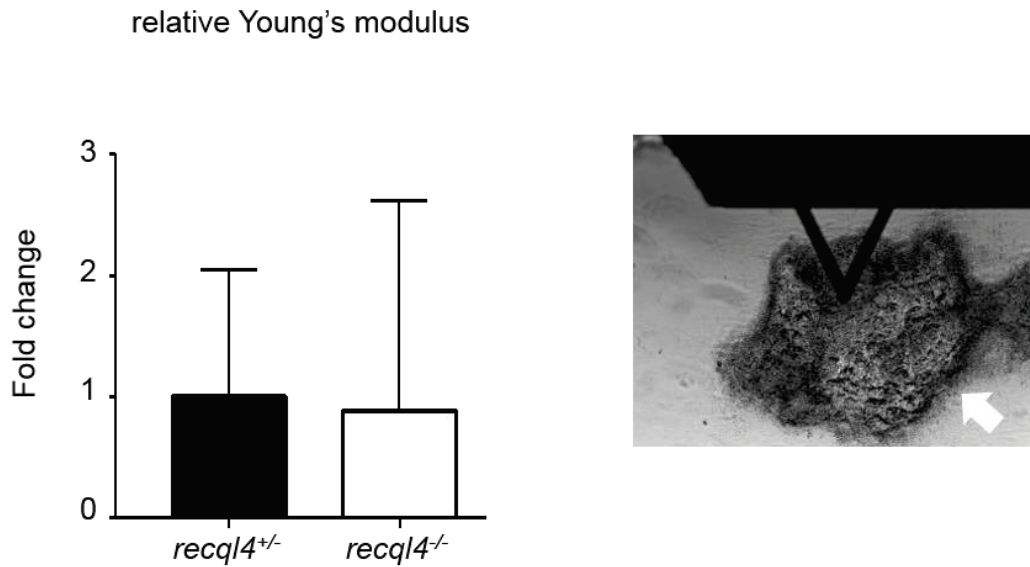 relative Young's modulus
Fold change
3
2
1
0
recql4+/-
recql4-/-